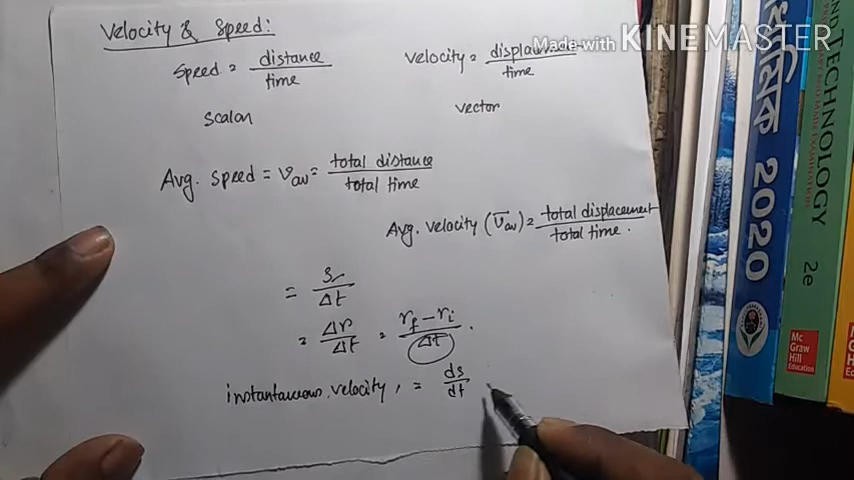 Velocity & Speed:
Speed = distance / time
Velocity = displacement / time
Made with KINEMASTER
scalar
vector
Avg. speed = Vav = total distance / total time
Avg. velocity (V̅av) = total displacement / total time.
= / Δt
= Δr / Δt = rf - ri / Δt .
instantaneous velocity, = ds / dt
2020
AND TECHNOLOGY
2e
Mc
Graw
Hill
Education